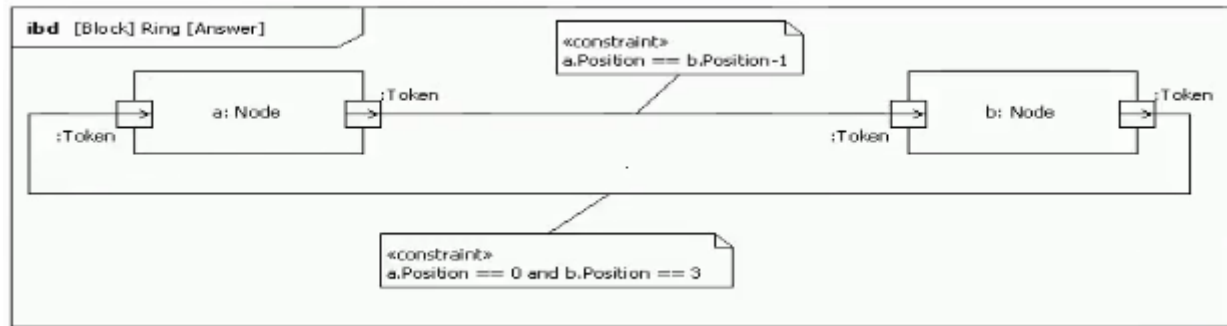 ibd [Block] Ring [Answer]
«constraint»
a.Position == b.Position-1
:Token
:Token
a: Node
b: Node
:Token
:Token
«constraint»
a.Position == 0 and b.Position == 3